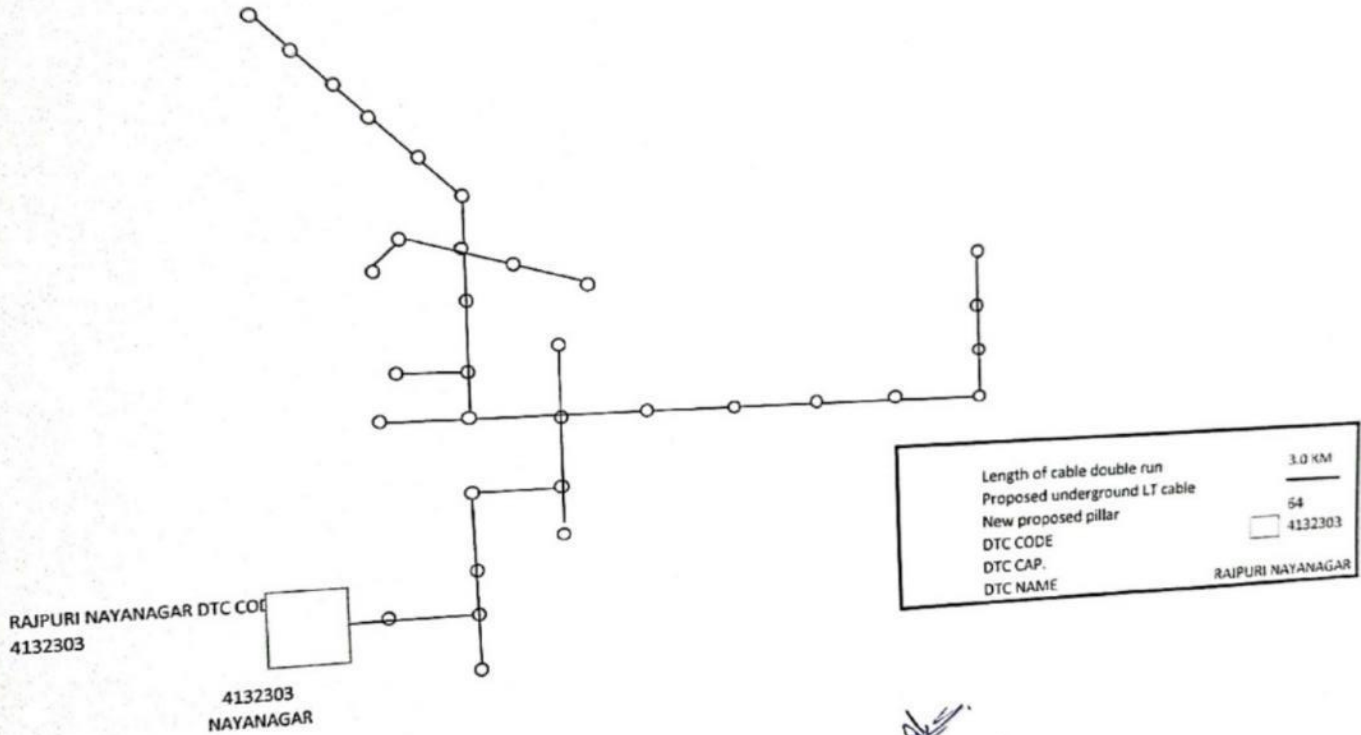 Length of cable double run 3.0 KM
Proposed underground LT cable
New proposed pillar 64
DTC CODE 4132303
DTC CAP.
DTC NAME RAJPURI NAYANAGAR
RAJPURI NAYANAGAR DTC COD
4132303
4132303
NAYANAGAR